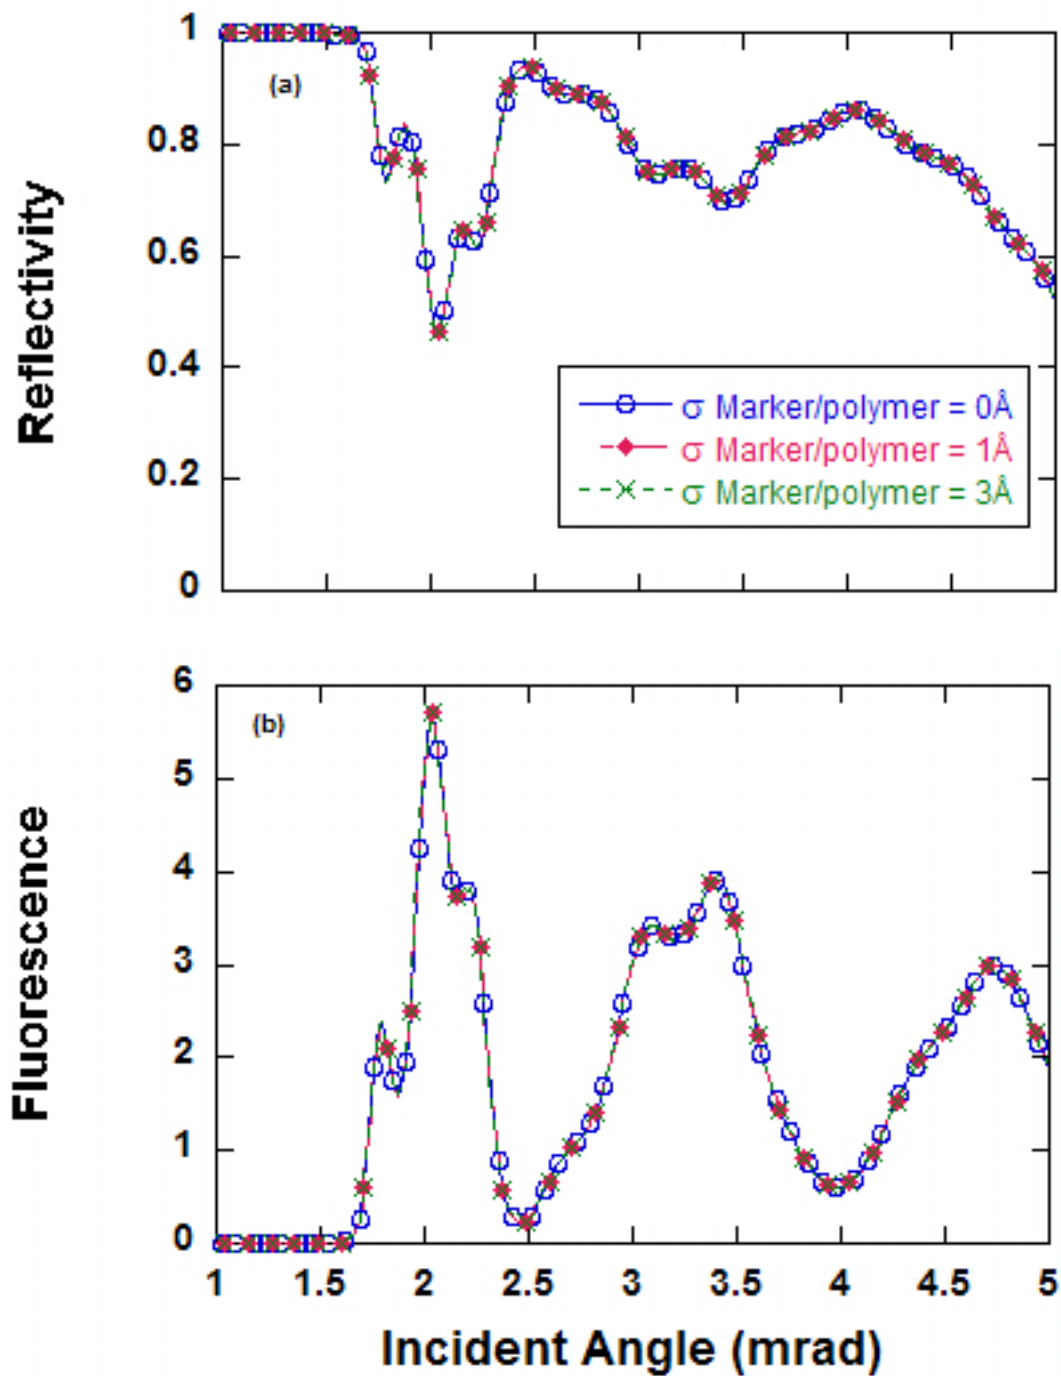 Reflectivity
1
0.8
0.6
0.4
0.2
0
(a)
σ Marker/polymer = 0Å
σ Marker/polymer = 1Å
σ Marker/polymer = 3Å
Fluorescence
6
5
4
3
2
1
0
(b)
1 1.5 2 2.5 3 3.5 4 4.5 5
Incident Angle (mrad)